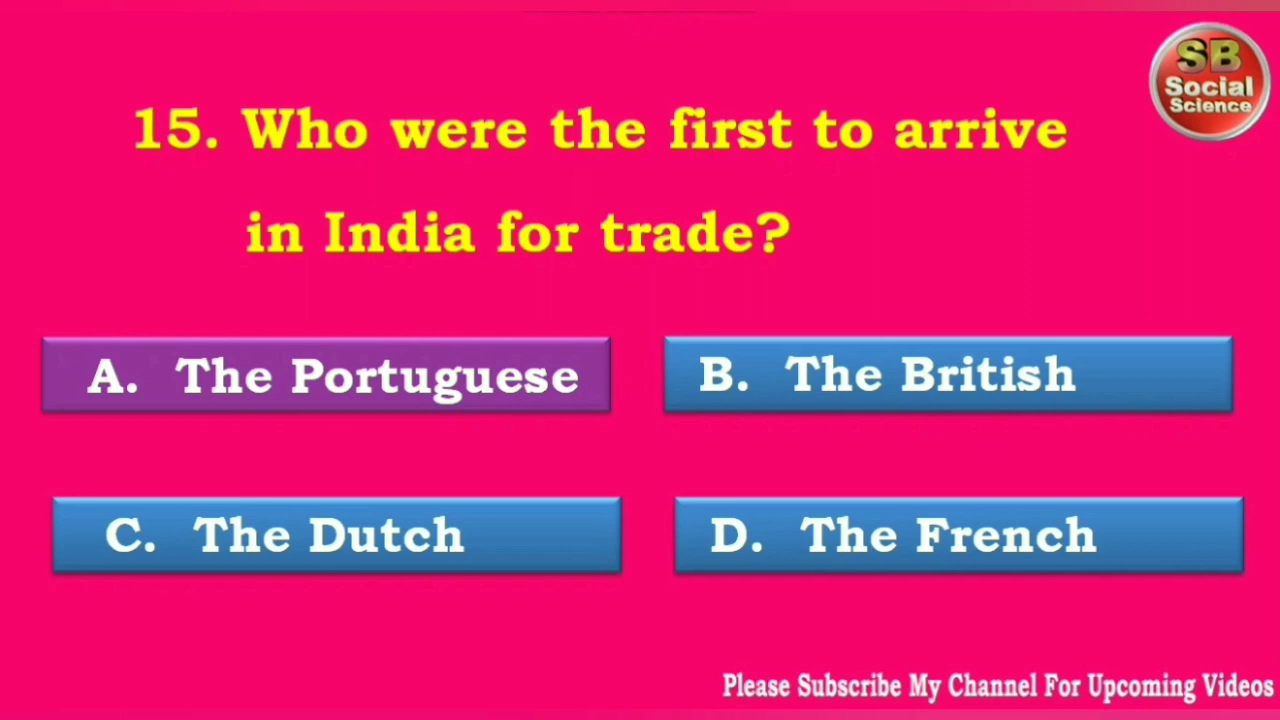 SB
Social
Science
15. Who were the first to arrive
in India for trade?
A. The Portuguese
B. The British
C. The Dutch
D. The French
Please Subscribe My Channel For Upcoming Videos